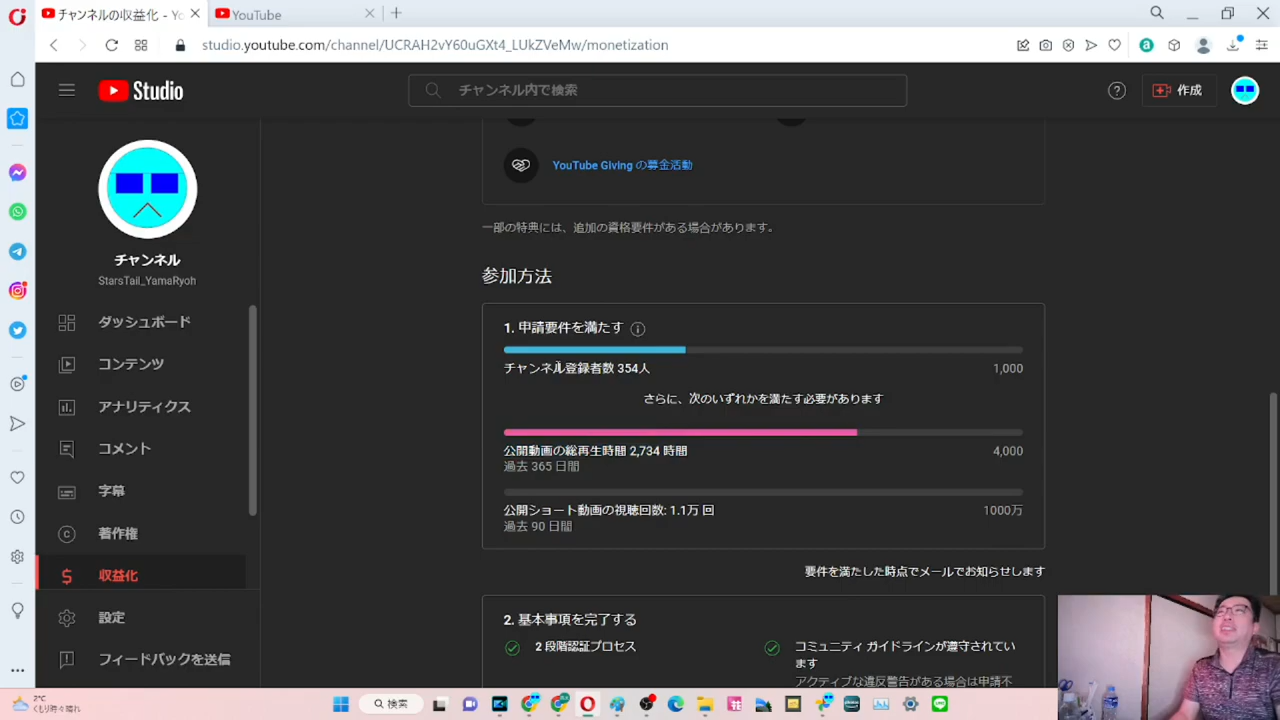 チャンネルの収益化 - Yc
YouTube
studio.youtube.com/channel/UCRAH2vY60uGXt4_LUkZVeMw/monetization
Studio
チャンネル内で検索
作成
チャンネル
StarsTail_YamaRyoh
ダッシュボード
コンテンツ
アナリティクス
コメント
字幕
著作権
収益化
設定
フィードバックを送信
YouTube Giving の募金活動
一部の特典には、追加の資格要件がある場合があります。
参加方法
1. 申請要件を満たす
チャンネル登録者数 354人
1,000
さらに、次のいずれかを満たす必要があります
公開動画の総再生時間 2,734 時間
4,000
過去 365 日間
公開ショート動画の視聴回数: 1.1万 回
1000万
過去 90 日間
要件を満たした時点でメールでお知らせします
2. 基本事項を完了する
2 段階認証プロセス
コミュニティ ガイドラインが遵守されてい
ます
アクティブな違反警告がある場合は申請不
2℃
くもり時々晴れ
検索